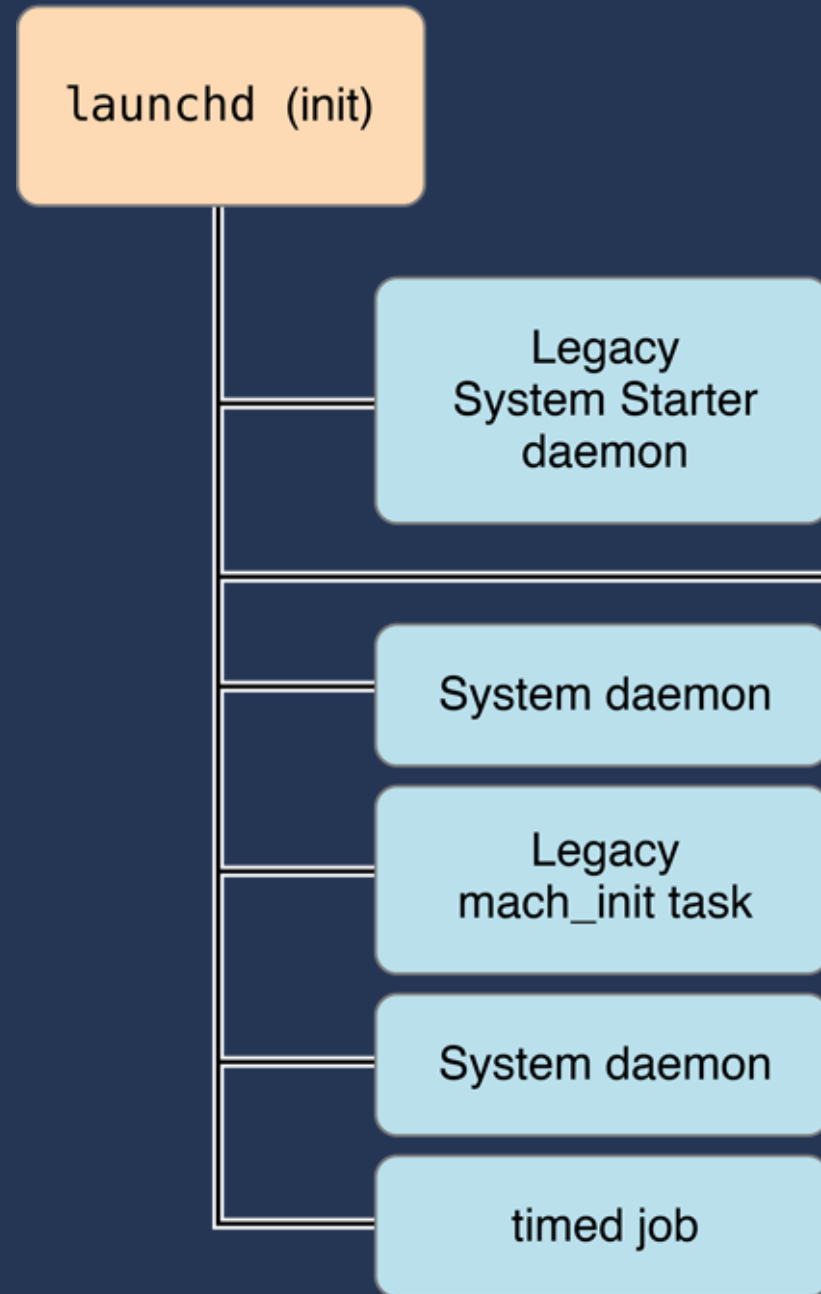 launchd (init)
Legacy
System Starter
daemon
System daemon
Legacy
mach_init task
System daemon
timed job